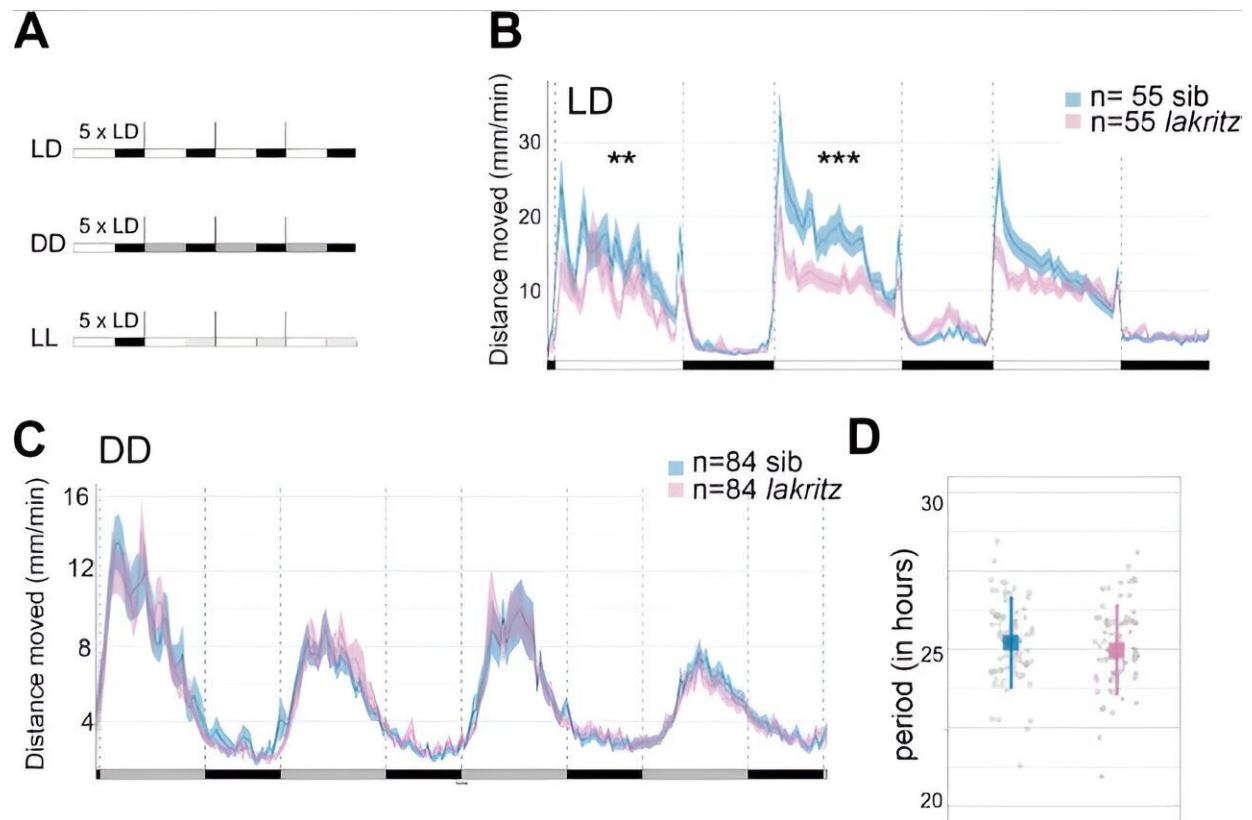 A
5 x LD
LD
5 x LD
DD
5 x LD
LL
B
LD
n= 55 sib
n=55 lakritz
**
***
Distance moved (mm/min)
30
20
10
C
DD
n=84 sib
n=84 lakritz
Distance moved (mm/min)
16
12
8
4
D
period (in hours)
30
25
20